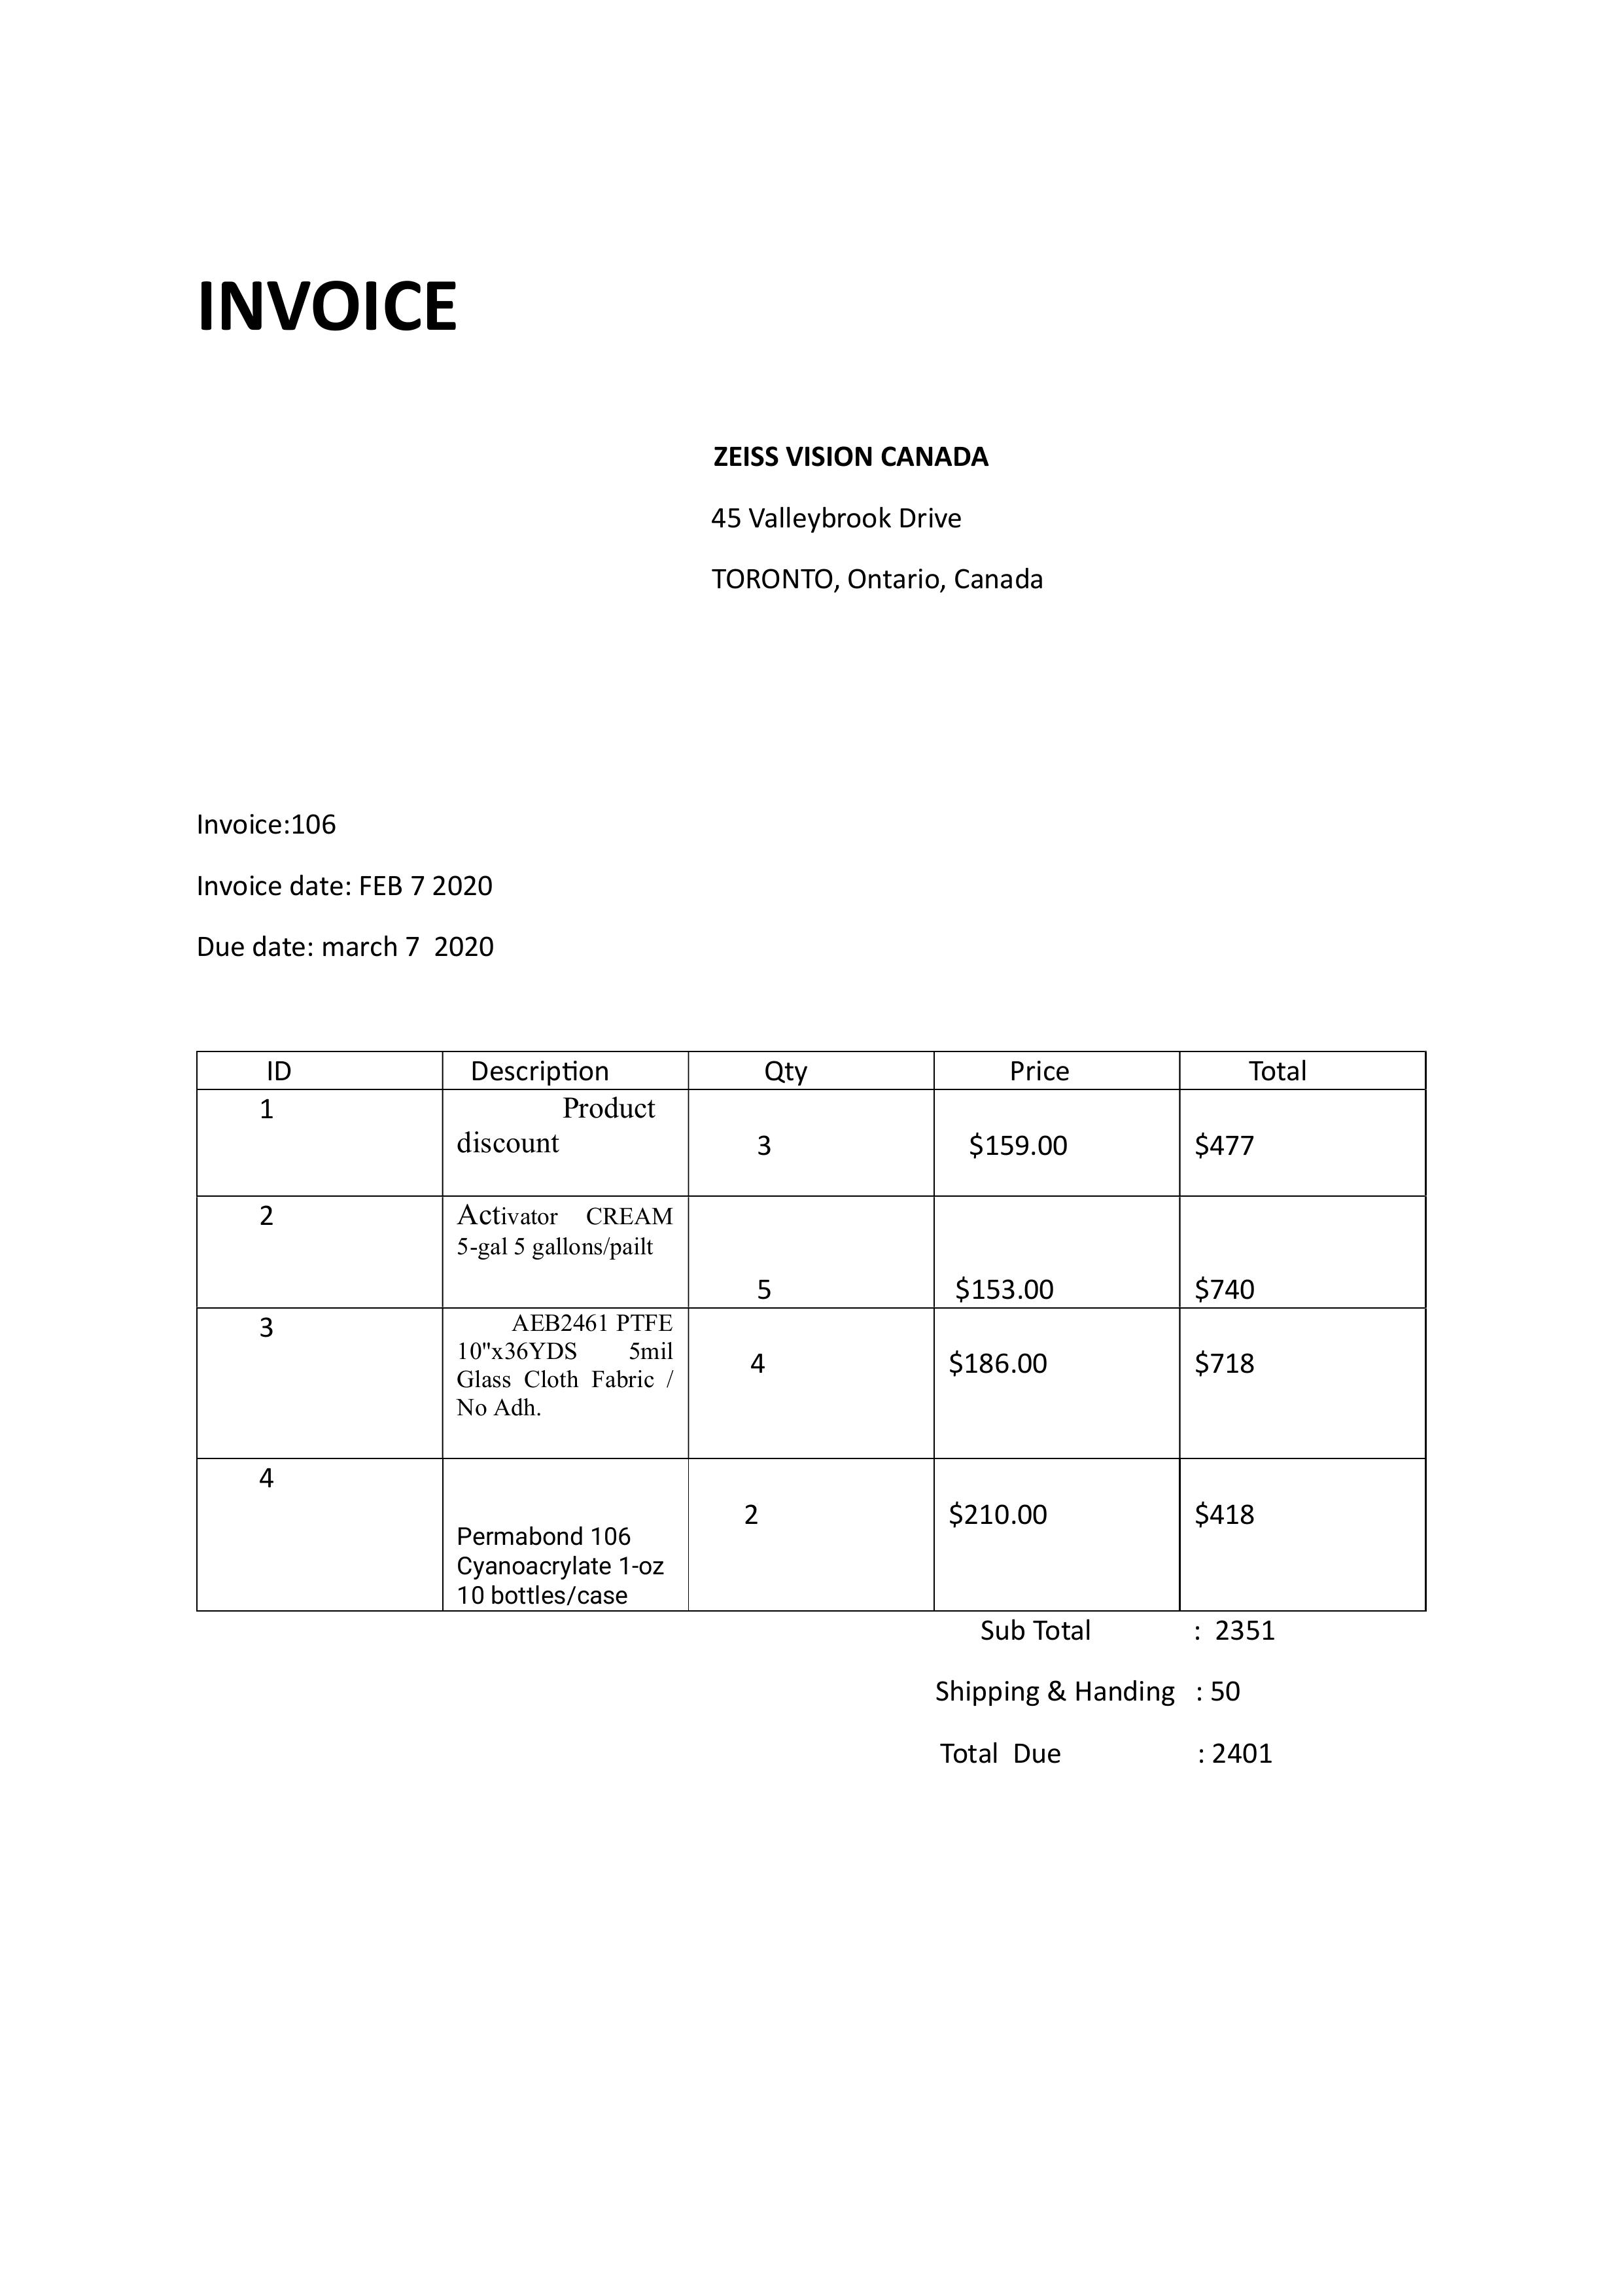 INVOICE
ZEISS VISION CANADA
45 Valleybrook Drive
TORONTO, Ontario, Canada
Invoice:106
Invoice date: FEB 7 2020
Due date: march 7 2020
ID Description Qty Price Total
1 Product
discount
3 $159.00 $477
2 Activator CREAM
5-gal 5 gallons/pailt
5 $153.00 $740
3 AEB2461 PTFE
10"x36YDS 5mil
4 $186.00 $718
Glass Cloth Fabric /
No Adh.
4
2 $210.00 $418
Permabond 106
Cyanoacrylate 1-oz
10 bottles/case
Sub Total : 2351
Shipping & Handing : 50
Total Due : 2401